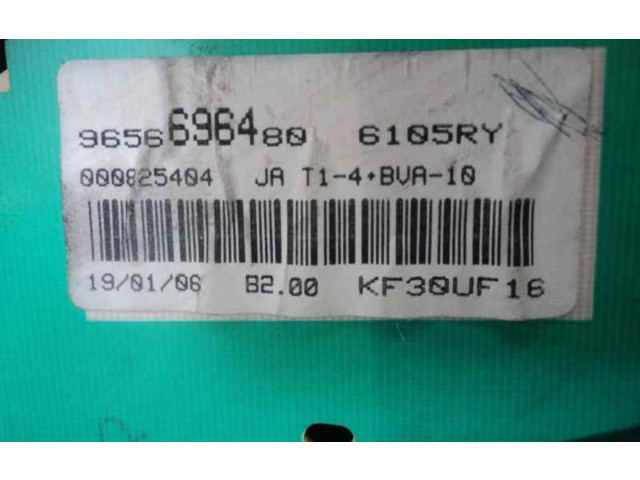 9656696480 6105RY
000825404 JA T1-4+BVA-10
19/01/06 B2.00 KF30UF16